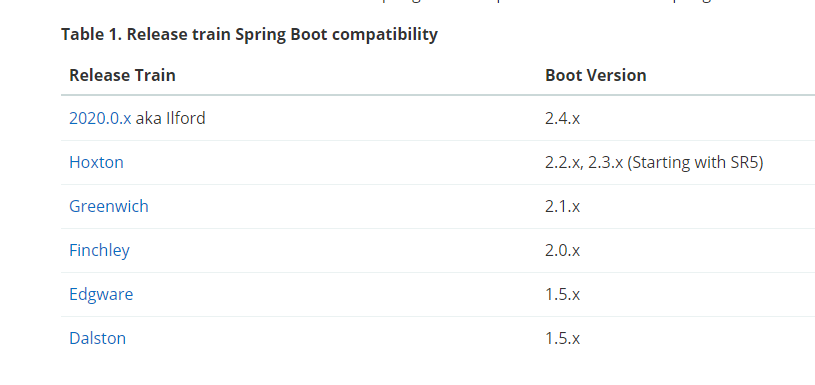 Table 1. Release train Spring Boot compatibility
Release Train Boot Version
2020.0.x aka Ilford 2.4.x
Hoxton 2.2.x, 2.3.x (Starting with SR5)
Greenwich 2.1.x
Finchley 2.0.x
Edgware 1.5.x
Dalston 1.5.x